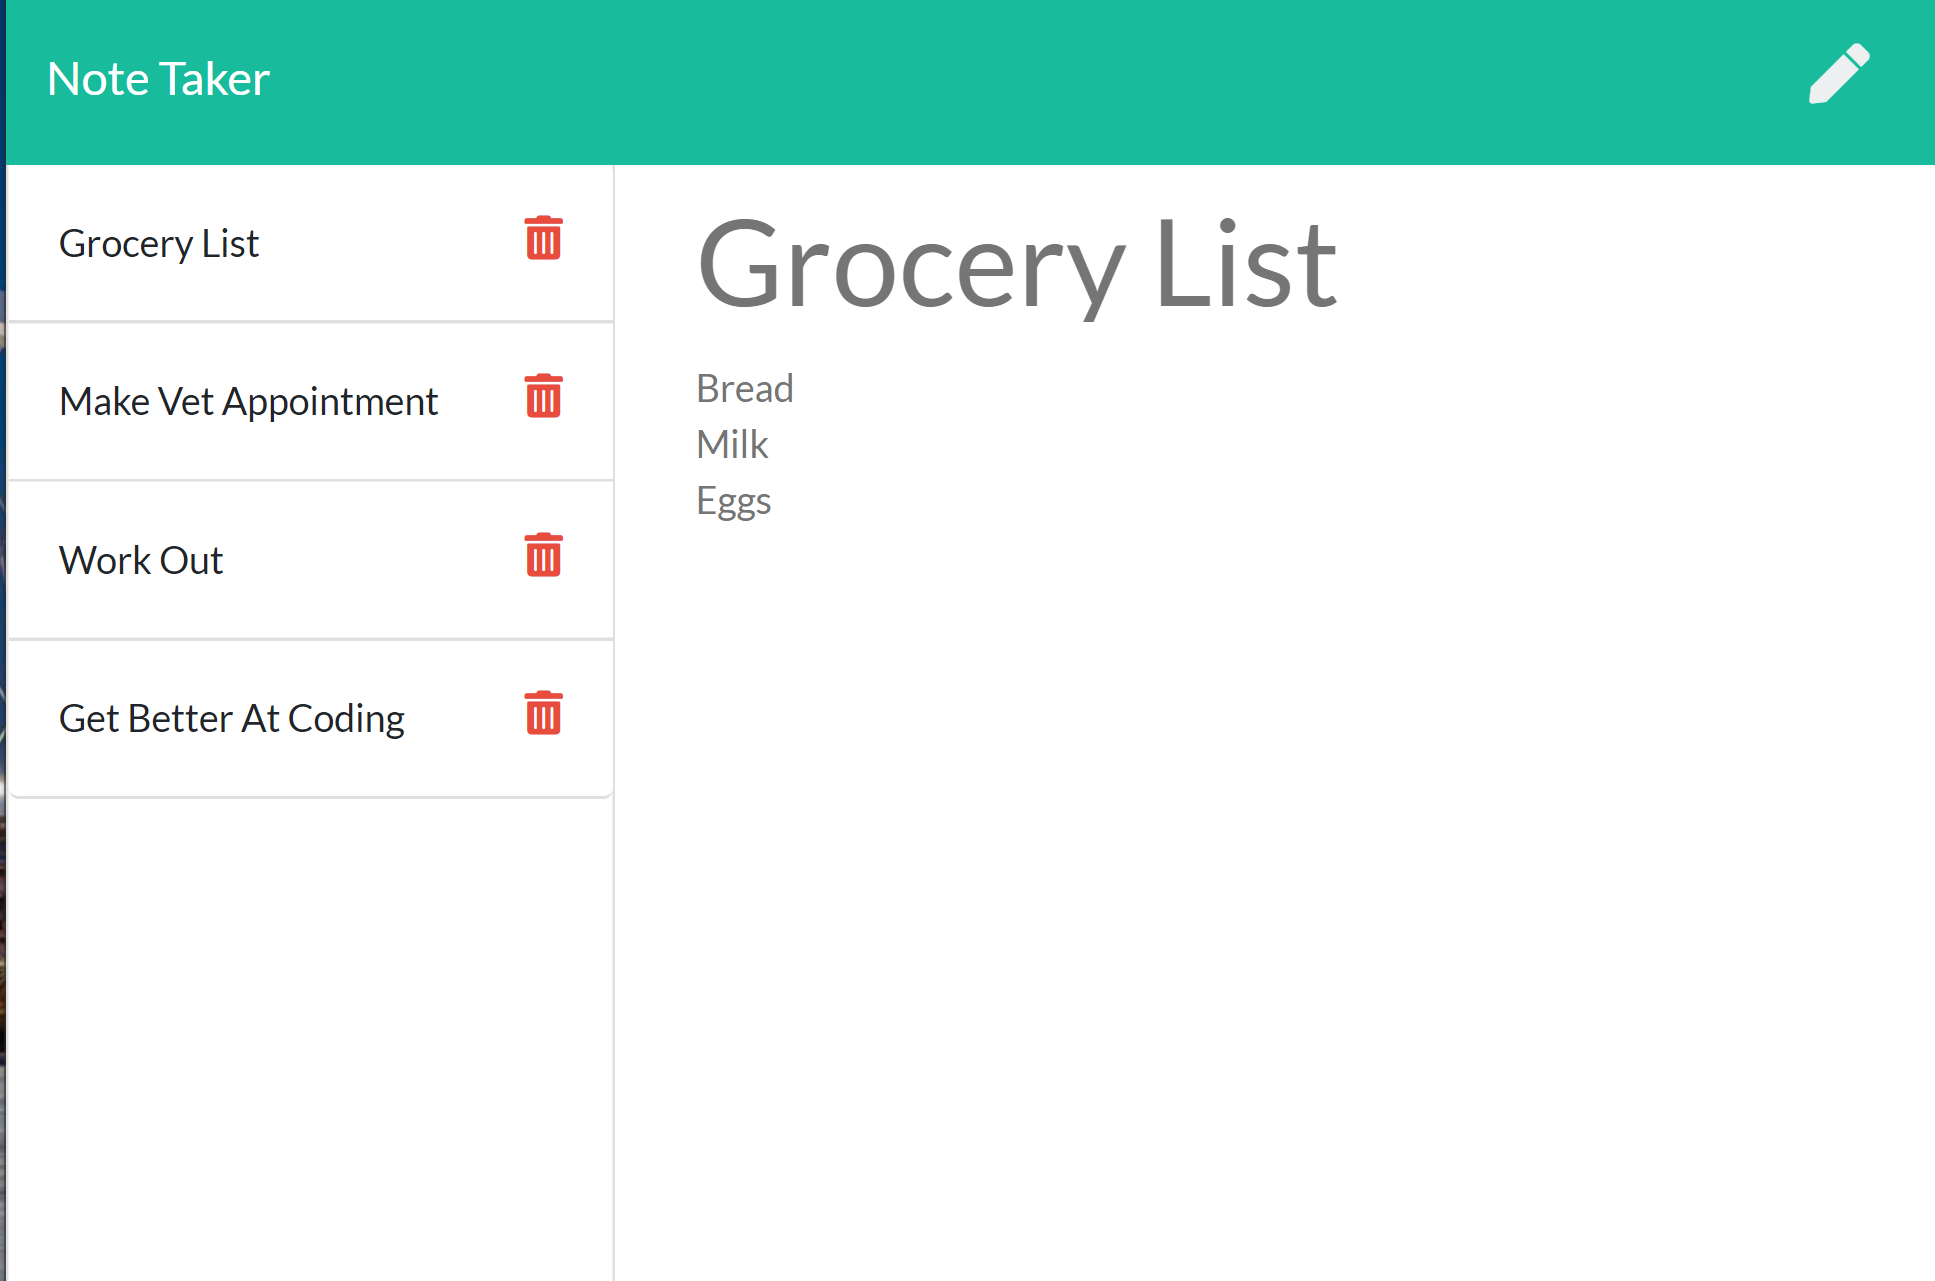 Note Taker
Grocery List
Make Vet Appointment
Work Out
Get Better At Coding
Grocery List
Bread
Milk
Eggs